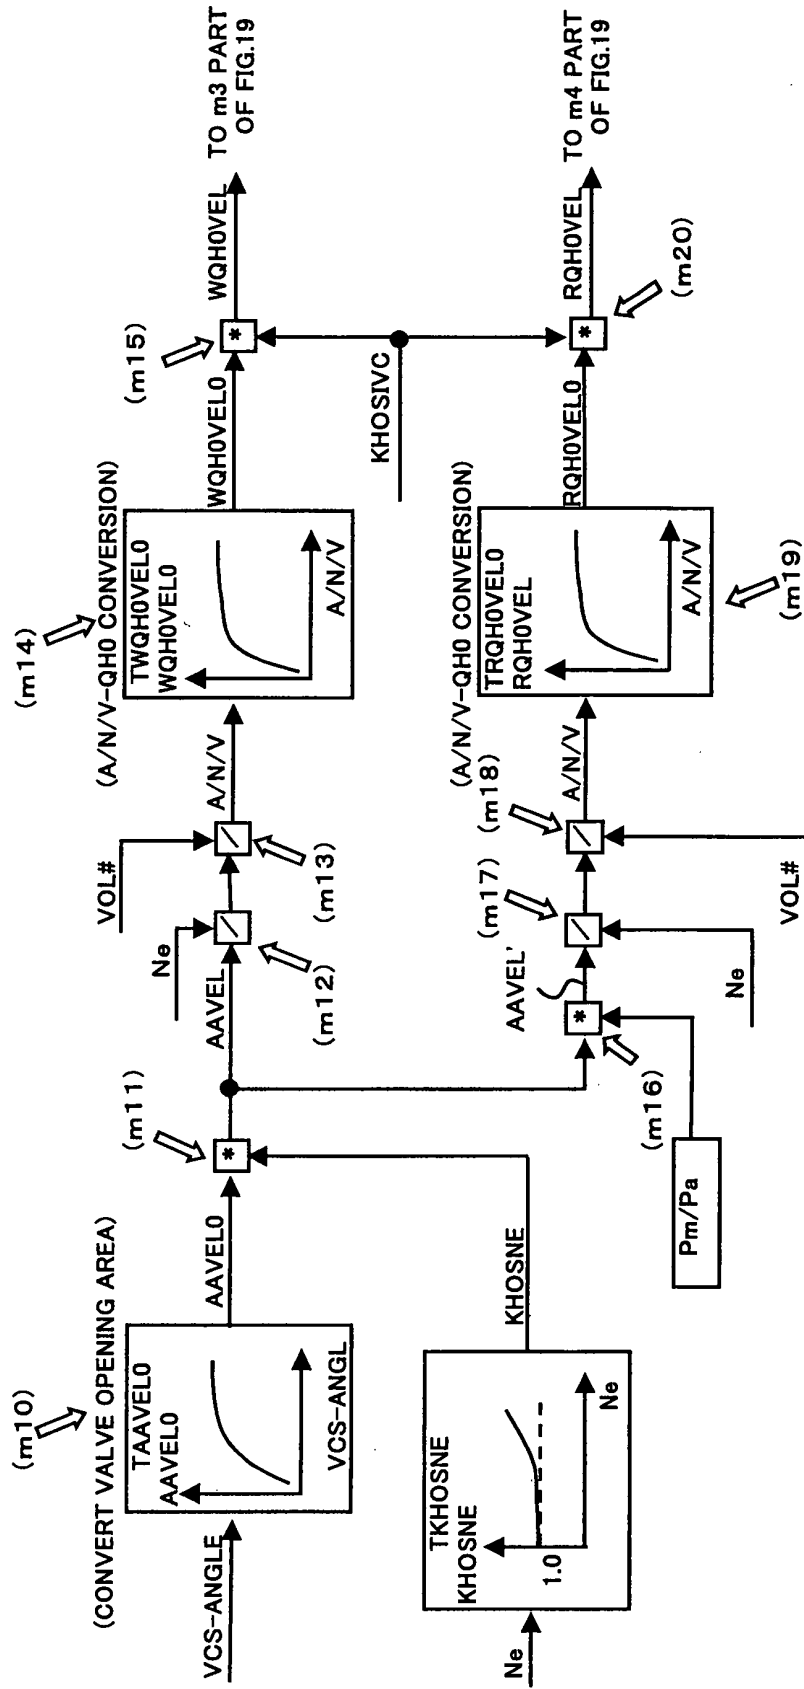 (m10)
(CONVERT VALVE OPENING AREA)
VCS-ANGLE
TAAVEL0
AAVEL0
VCS-ANGL
AAVEL0
(m11)
*
AAVEL
Ne
/
(m12)
VOL#
/
(m13)
A/N/V
(m14)
(A/N/V-QH0 CONVERSION)
TWQH0VEL0
WQH0VEL0
A/N/V
WQH0VEL0
(m15)
*
WQH0VEL
TO m3 PART
OF FIG.19
KHOSIVC
Ne
TKHOSNE
KHOSNE
1.0
Ne
KHOSNE
Pm/Pa
(m16)
*
AAVEL'
(m17)
/
Ne
(m18)
/
VOL#
A/N/V
(A/N/V-QH0 CONVERSION)
TRQH0VEL0
RQH0VEL
A/N/V
(m19)
RQH0VEL0
*
(m20)
RQH0VEL
TO m4 PART
OF FIG.19